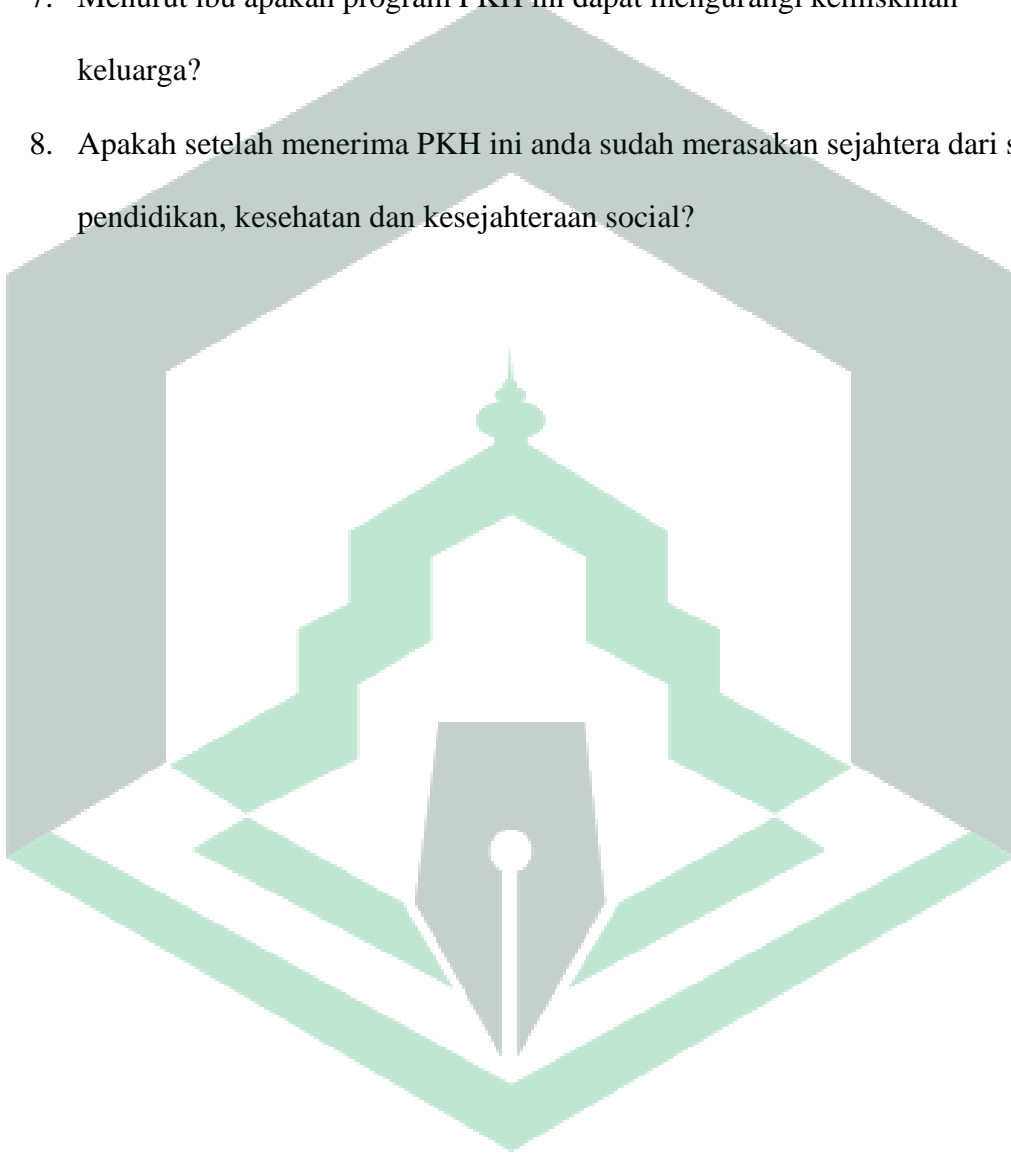 7. Menurut ibu apakah program PKH ini dapat mengurangi kemiskinan
keluarga?
8. Apakah setelah menerima PKH ini anda sudah merasakan sejahtera dari
pendidikan, kesehatan dan kesejahteraan social?